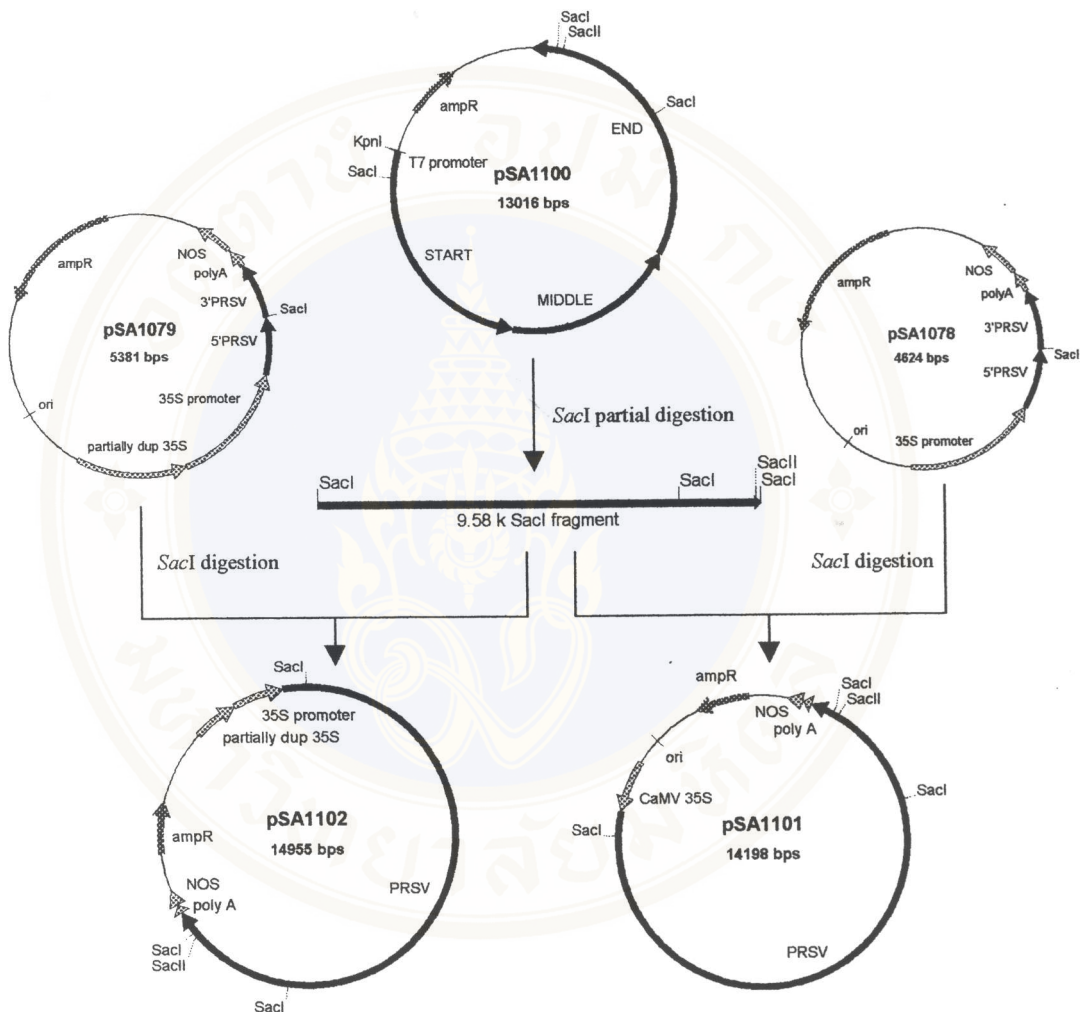 SacI
SacII
ampR
SacI
END
KpnI
T7 promoter
SacI
pSA1100
13016 bps
START
MIDDLE
NOS
polyA
ampR
3'PRSV
SacI
pSA1079
5381 bps
5'PRSV
35S promoter
ori
partially dup 35S
NOS
polyA
ampR
3'PRSV
pSA1078
4624 bps
SacI
5'PRSV
ori
35S promoter
SacI partial digestion
SacI
SacI
SacII
SacI
9.58 k SacI fragment
SacI digestion
SacI digestion
SacI
35S promoter
partially dup 35S
pSA1102
14955 bps
ampR
PRSV
NOS
poly A
SacI
SacII
SacI
ampR
SacI
SacII
NOS
poly A
ori
CaMV 35S
SacI
SacI
pSA1101
14198 bps
PRSV